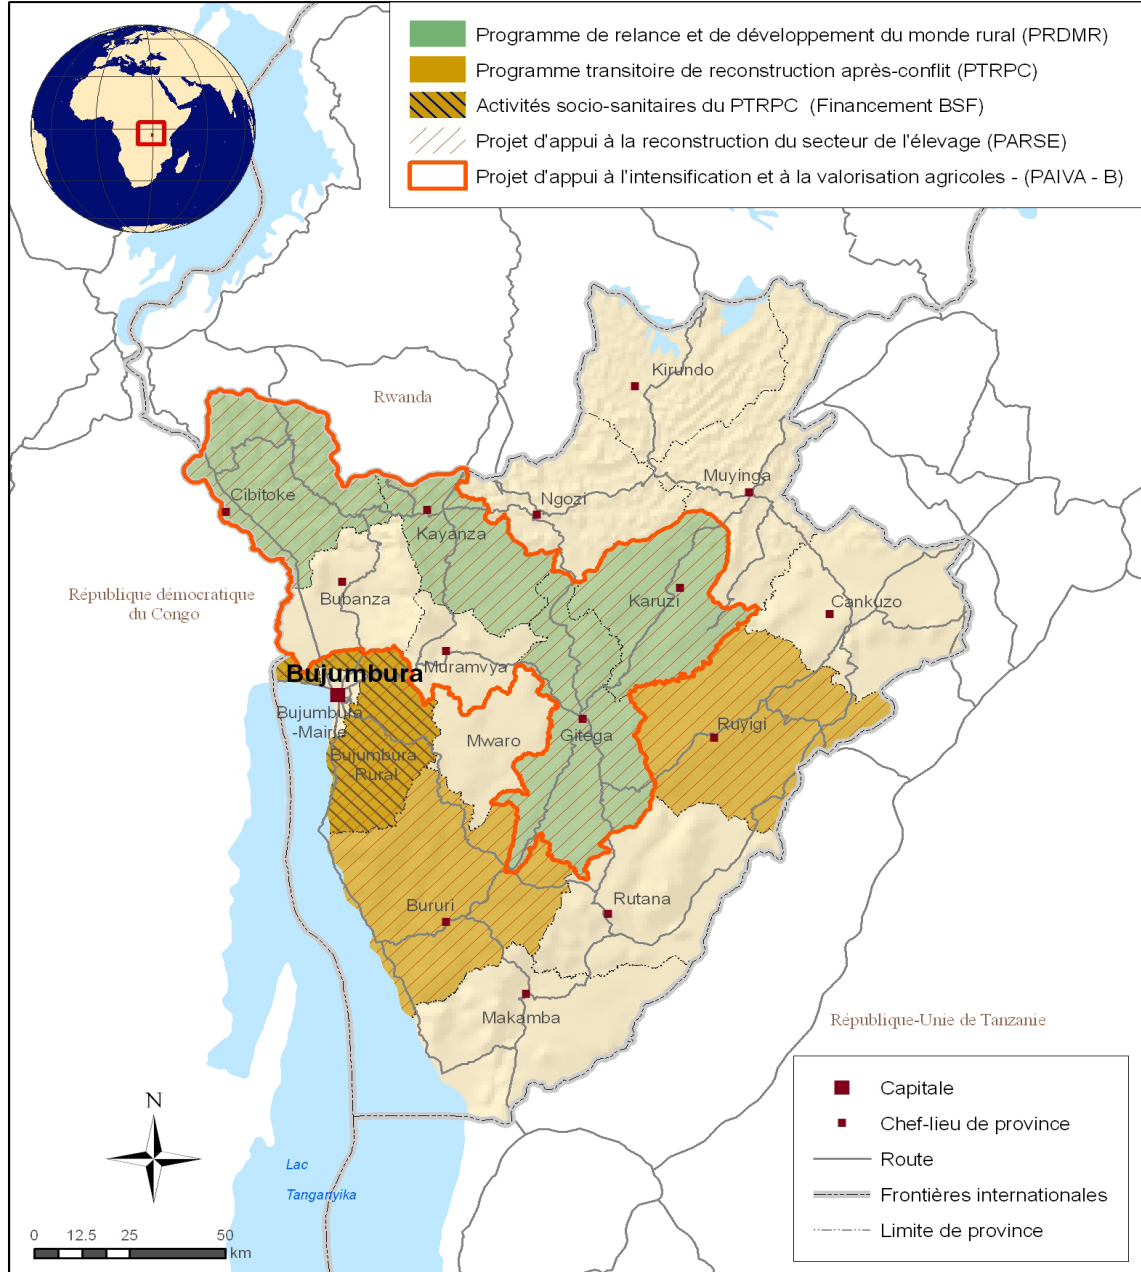 Programme de relance et de développement du monde rural (PRDMR)
Programme transitoire de reconstruction après-conflit (PTRPC)
Activités socio-sanitaires du PTRPC (Financement BSF)
Projet d'appui à la reconstruction du secteur de l'élevage (PARSE)
Projet d'appui à l'intensification et à la valorisation agricoles - (PAIVA - B)
Kirundo
Rwanda
Muyinga
Cibitoke
Ngozi
Kayanza
République démocratique
du Congo
Bubanza
Karuzi
Cankuzo
Muramvya
Bujumbura
Bujumbura
-Mairie
Ruyigi
Gitega
Mwaro
Bujumbura
-Rural
Bururi
Rutana
Makamba
République-Unie de Tanzanie
Capitale
Chef-lieu de province
Route
Frontières internationales
Limite de province
N
Lac
Tanganyika
0 12.5 25 50
km